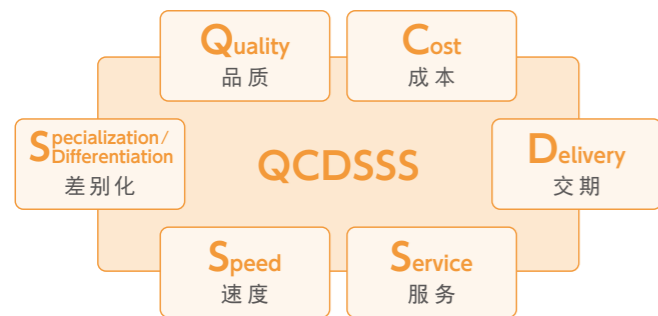 Quality
品质
Cost
成本
Specialization/
Differentiation
差别化
QCDSSS
Delivery
交期
Speed
速度
Service
服务